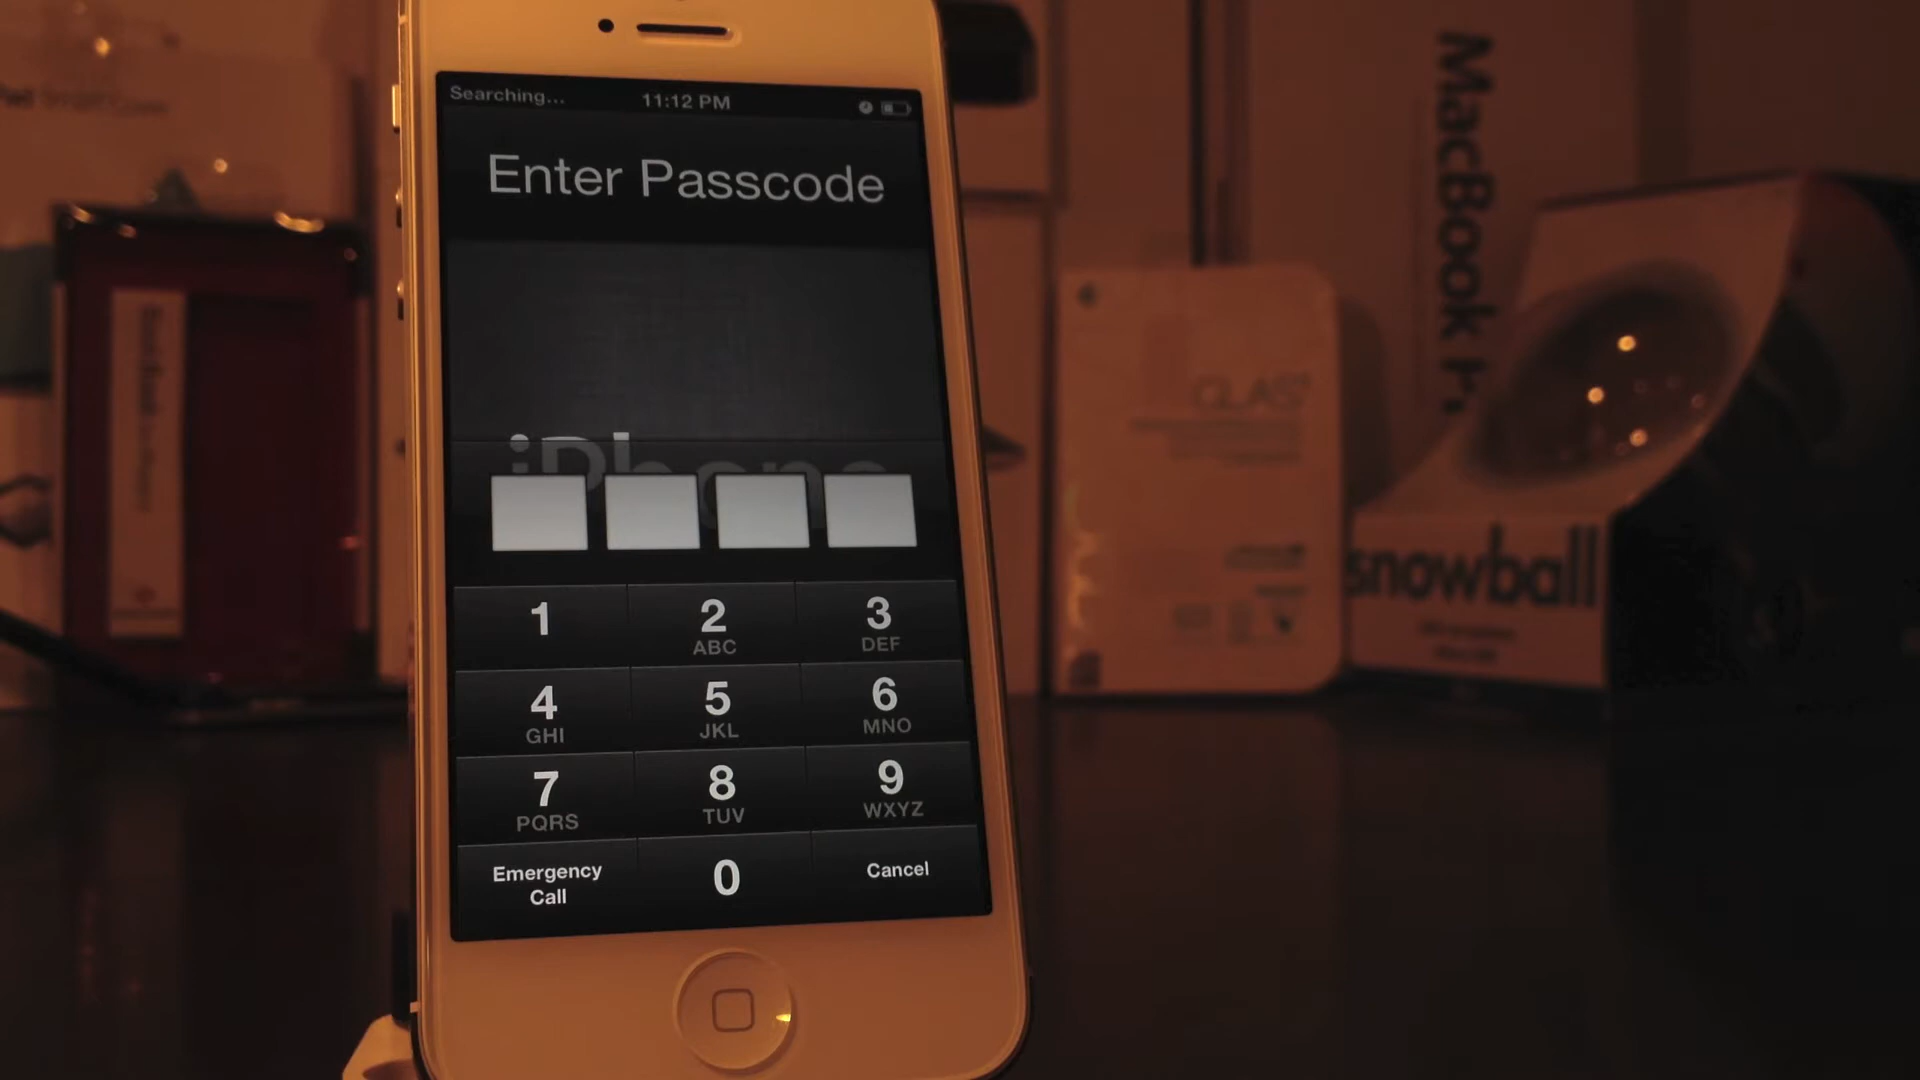 Searching...
11:12 PM
Enter Passcode
iPhone
1
2
ABC
3
DEF
4
GHI
5
JKL
6
MNO
7
PQRS
8
TUV
9
WXYZ
Emergency
Call
0
Cancel
MacBook
snowball